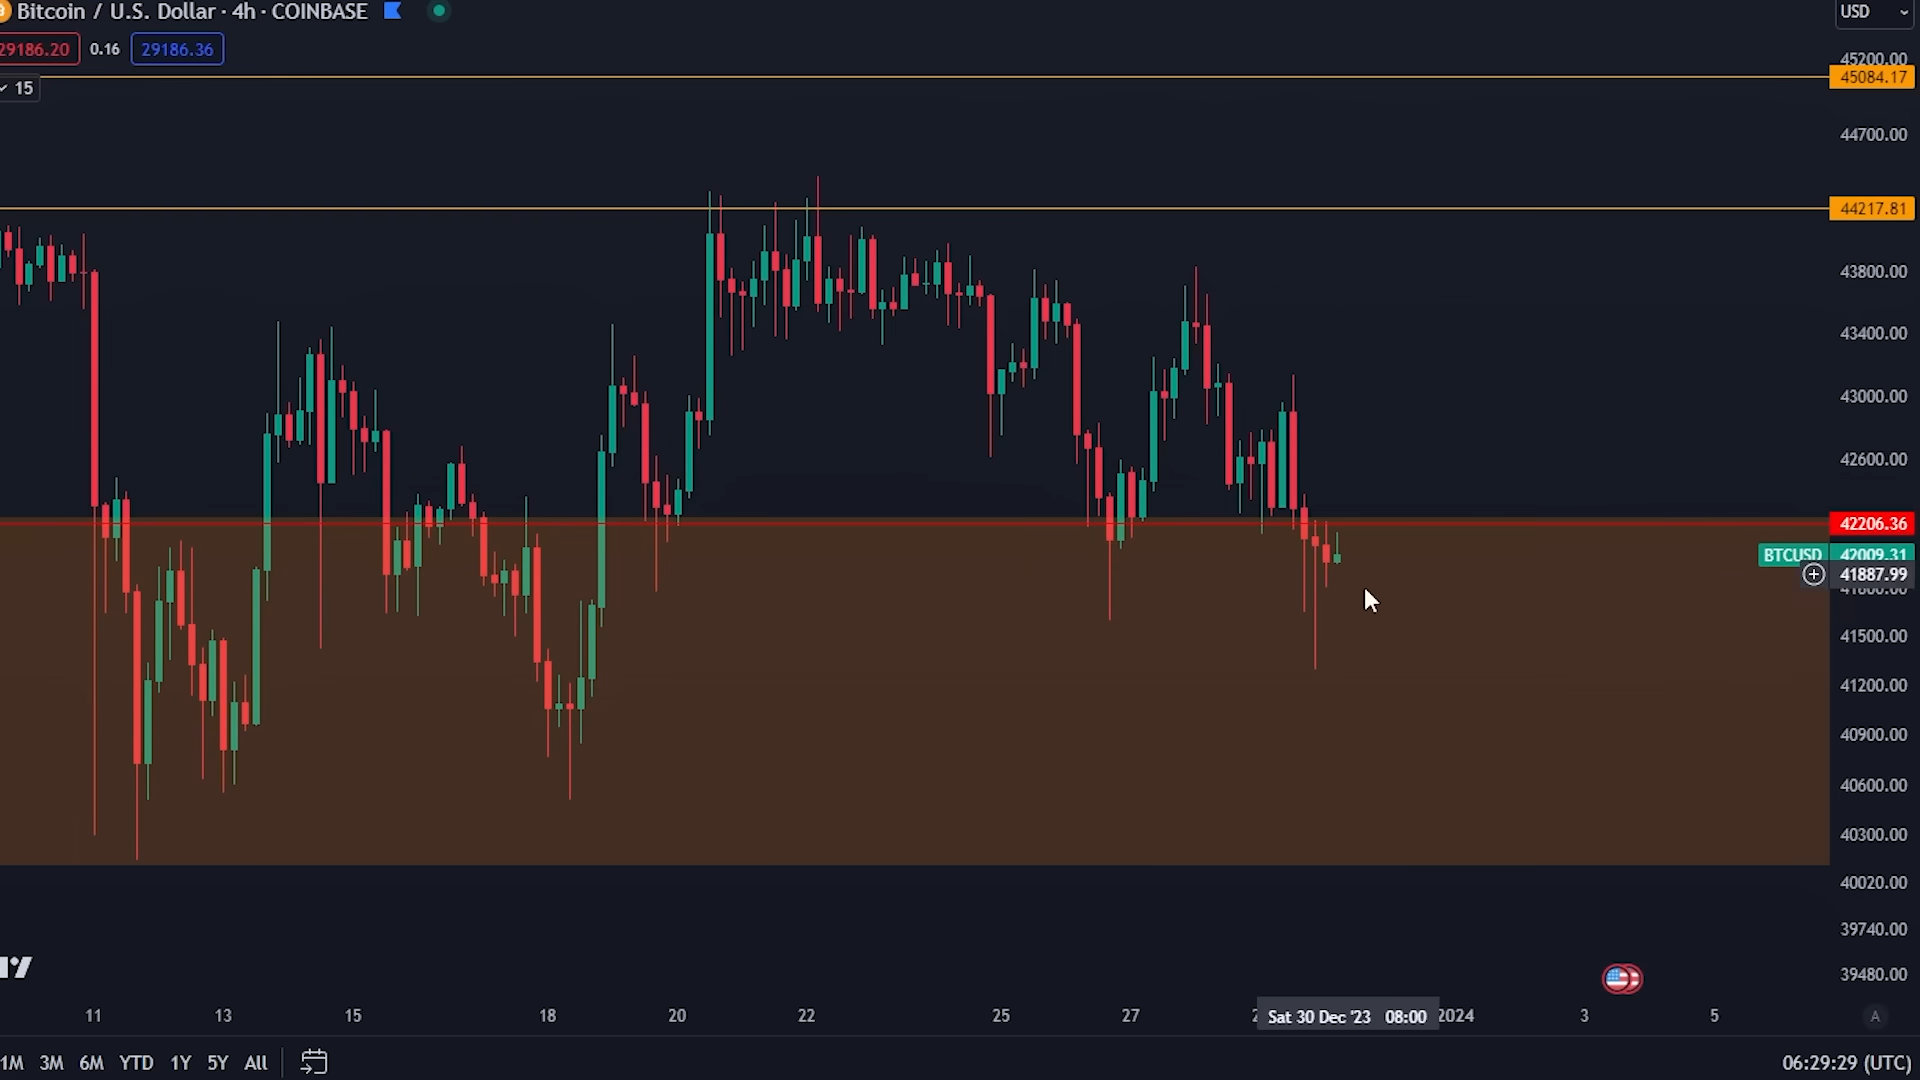 Bitcoin / U.S. Dollar · 4h · COINBASE
USD
29186.20 0.16 29186.36
15
45200.00
45084.17
44700.00
44217.81
43800.00
43400.00
43000.00
42600.00
42206.36
BTCUSD 42009.31
41887.99
41800.00
41500.00
41200.00
40900.00
40600.00
40300.00
40020.00
39740.00
39480.00
11 13 15 18 20 22 25 27 Sat 30 Dec '23 08:00 2024 3 5 A
1M 3M 6M YTD 1Y 5Y All
06:29:29 (UTC)